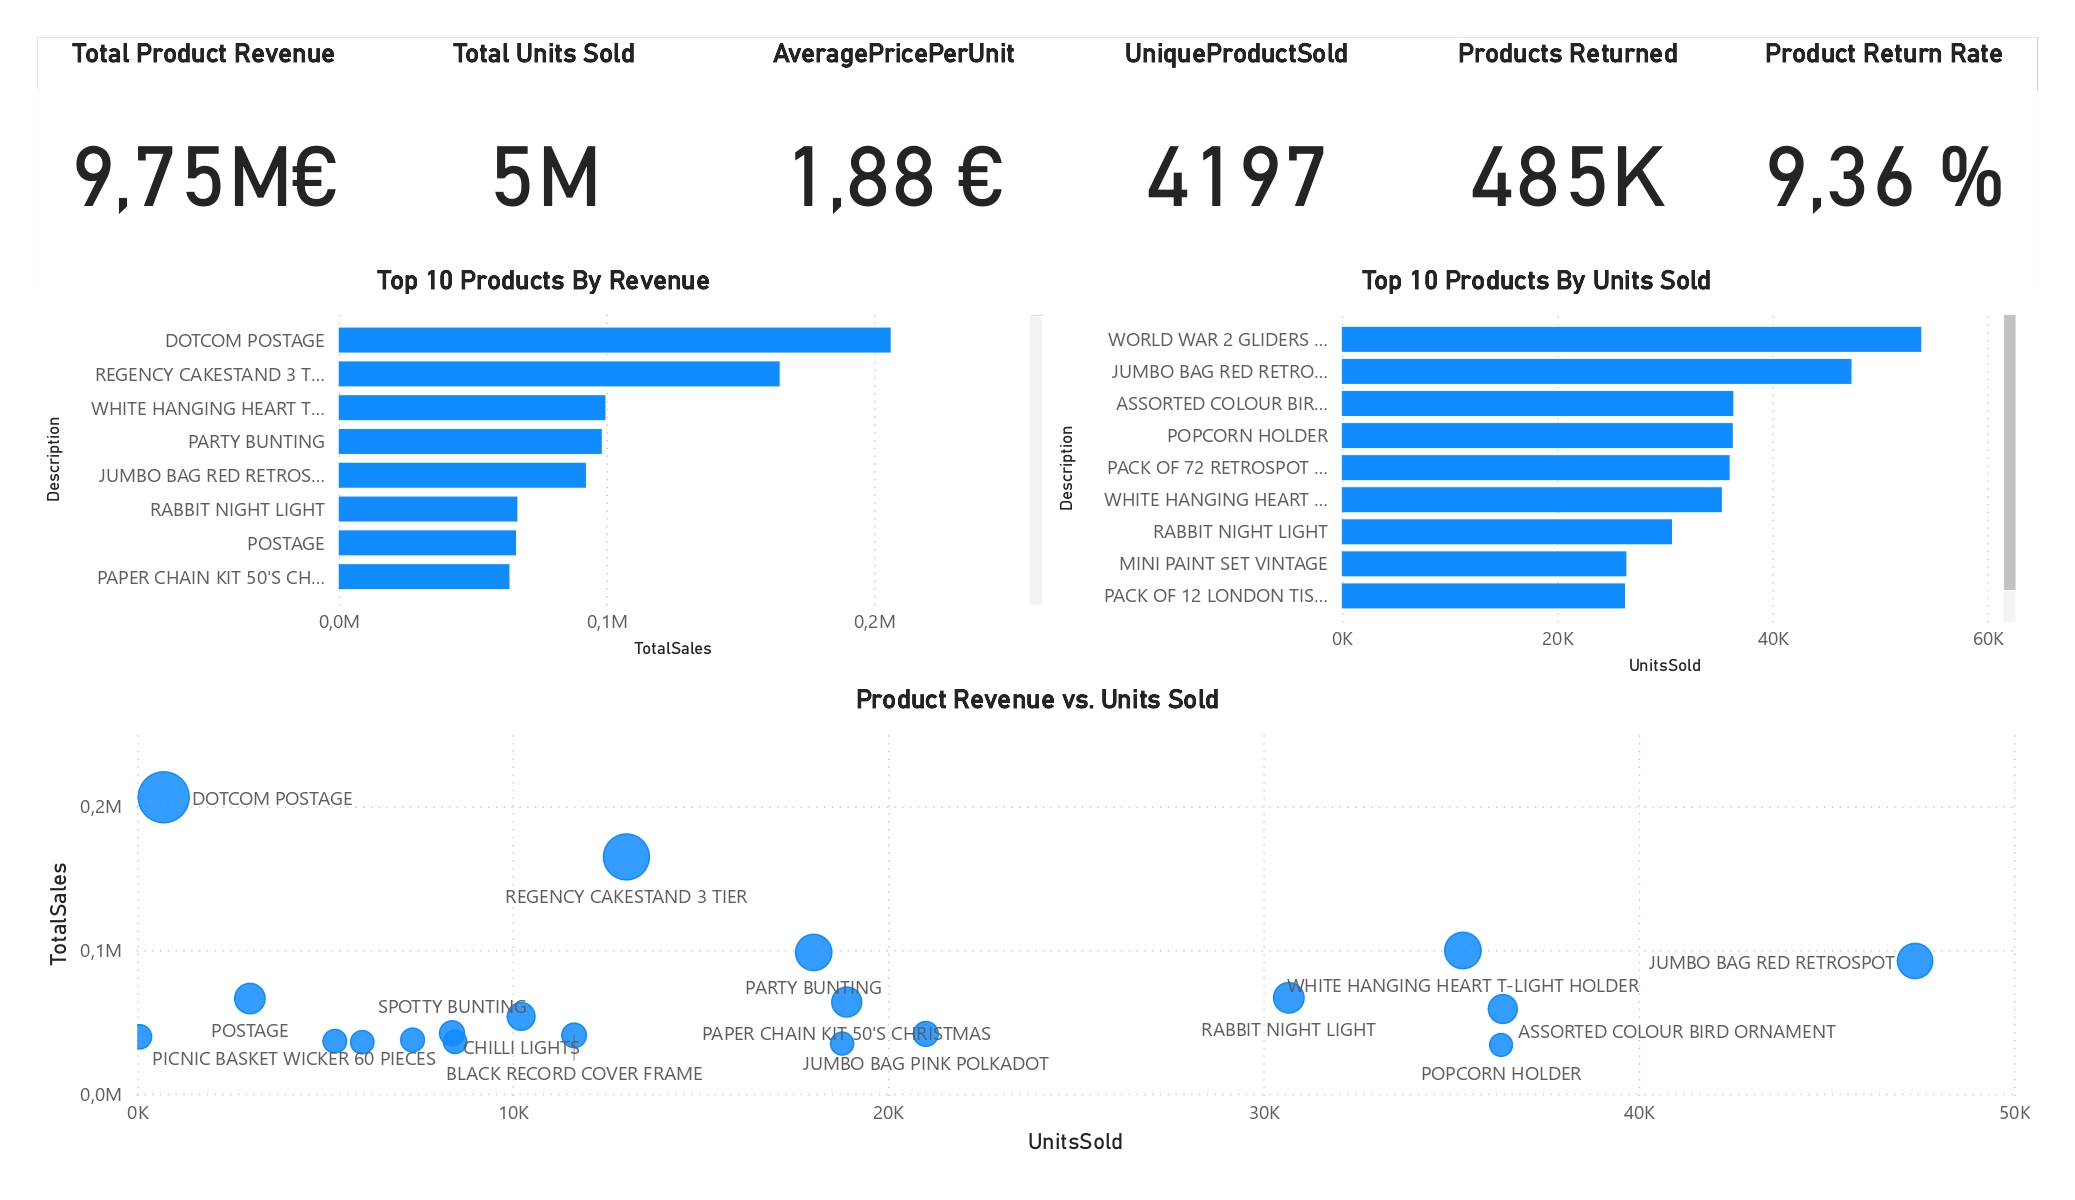 Total Product Revenue
Total Units Sold
AveragePricePerUnit
UniqueProductSold
Products Returned
Product Return Rate
9,75M€
5M
1,88 €
4197
485K
9,36 %
Top 10 Products By Revenue
Description
DOTCOM POSTAGE
REGENCY CAKESTAND 3 T...
WHITE HANGING HEART T...
PARTY BUNTING
JUMBO BAG RED RETROS...
RABBIT NIGHT LIGHT
POSTAGE
PAPER CHAIN KIT 50'S CH...
0,0M
0,1M
0,2M
TotalSales
Top 10 Products By Units Sold
Description
WORLD WAR 2 GLIDERS ...
JUMBO BAG RED RETRO...
ASSORTED COLOUR BIR...
POPCORN HOLDER
PACK OF 72 RETROSPOT ...
WHITE HANGING HEART ...
RABBIT NIGHT LIGHT
MINI PAINT SET VINTAGE
PACK OF 12 LONDON TIS...
0K
20K
40K
60K
UnitsSold
Product Revenue vs. Units Sold
TotalSales
0,2M
0,1M
0,0M
DOTCOM POSTAGE
REGENCY CAKESTAND 3 TIER
JUMBO BAG RED RETROSPOT
PARTY BUNTING
WHITE HANGING HEART T-LIGHT HOLDER
SPOTTY BUNTING
POSTAGE
RABBIT NIGHT LIGHT
ASSORTED COLOUR BIRD ORNAMENT
PAPER CHAIN KIT 50'S CHRISTMAS
CHILLI LIGHTS
PICNIC BASKET WICKER 60 PIECES
JUMBO BAG PINK POLKADOT
BLACK RECORD COVER FRAME
POPCORN HOLDER
0K
10K
20K
30K
40K
50K
UnitsSold